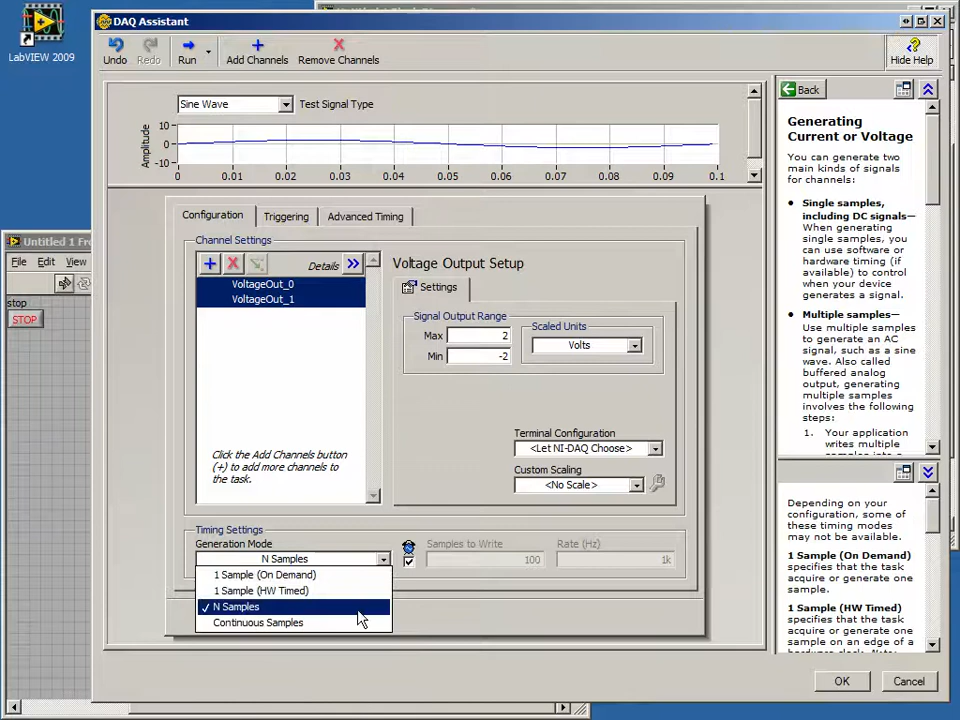 LabVIEW 2009
DAQ Assistant
Undo
Redo
Run
Add Channels
Remove Channels
Hide Help
Sine Wave
Test Signal Type
Amplitude
10
0
-10
0
0.01
0.02
0.03
0.04
0.05
0.06
0.07
0.08
0.09
0.1
Untitled 1 Fro
File Edit View
stop
STOP
Configuration
Triggering
Advanced Timing
Channel Settings
Details
VoltageOut_0
VoltageOut_1
Click the Add Channels button
(+) to add more channels to
the task.
Voltage Output Setup
Settings
Signal Output Range
Max 2
Min -2
Scaled Units
Volts
Terminal Configuration
<Let NI-DAQ Choose>
Custom Scaling
<No Scale>
Timing Settings
Generation Mode
N Samples
Samples to Write
100
Rate (Hz)
1k
1 Sample (On Demand)
1 Sample (HW Timed)
✓ N Samples
Continuous Samples
Back
Generating
Current or Voltage
You can generate two
main kinds of signals
for channels:
• Single samples,
including DC signals—
When generating
single samples, you
can use software or
hardware timing (if
available) to control
when your device
generates a signal.
• Multiple samples—
Use multiple samples
to generate an AC
signal, such as a sine
wave. Also called
buffered analog
output, generating
multiple samples
involves the following
steps:
1. Your application
writes multiple
samples into a
Depending on your
configuration, some of
these timing modes
may not be available.
1 Sample (On Demand)
specifies that the task
acquire or generate one
sample.
1 Sample (HW Timed)
specifies that the task
acquire or generate one
sample on an edge of a
OK
Cancel